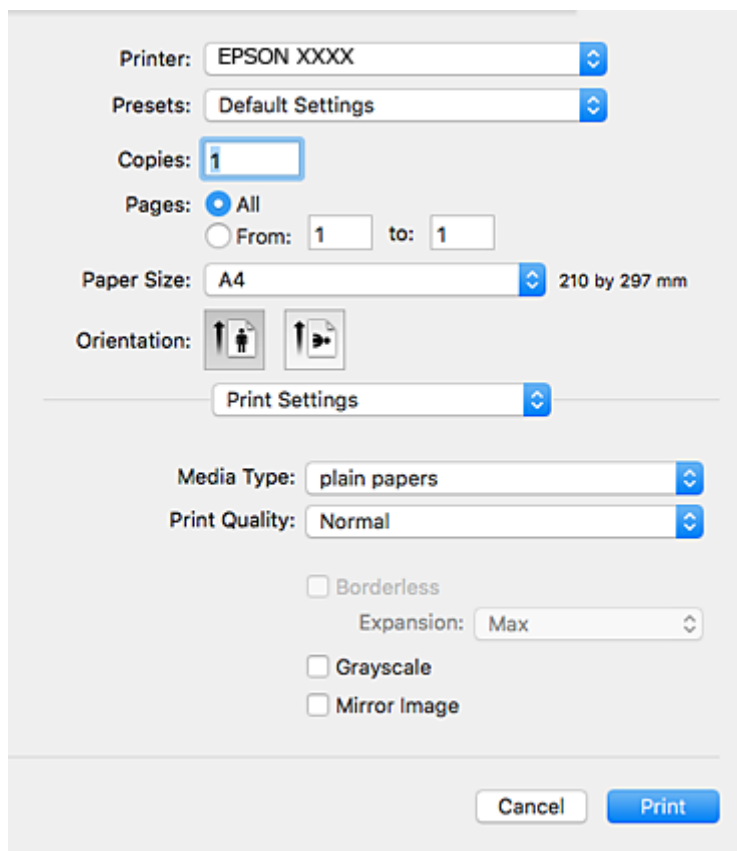 Printer: EPSON XXXX
Presets: Default Settings
Copies: 1
Pages: All
From: 1 to: 1
Paper Size: A4 210 by 297 mm
Orientation:
Print Settings
Media Type: plain papers
Print Quality: Normal
Borderless
Expansion: Max
Grayscale
Mirror Image
Cancel Print